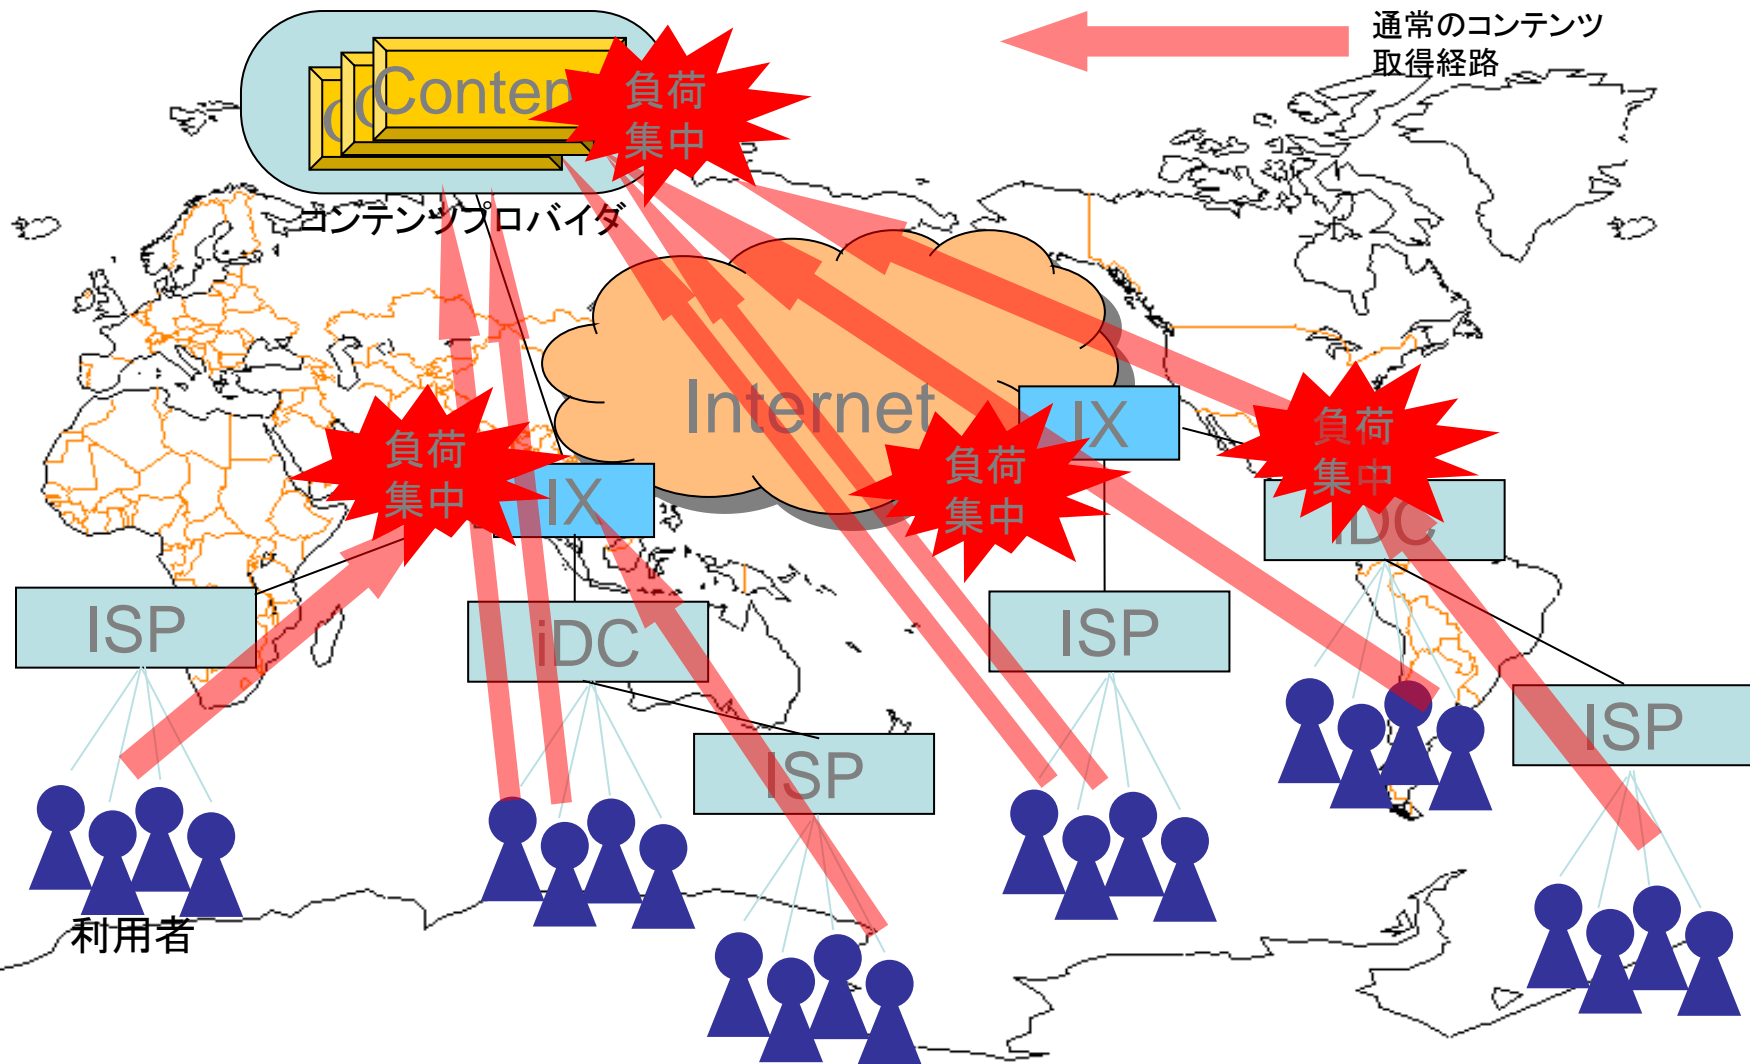 通常のコンテンツ
取得経路
Conten
負荷
集中
コンテンツプロバイダ
Internet
IX
負荷
集中
負荷
集中
負荷
集中
IX
iDC
ISP
iDC
ISP
ISP
ISP
利用者